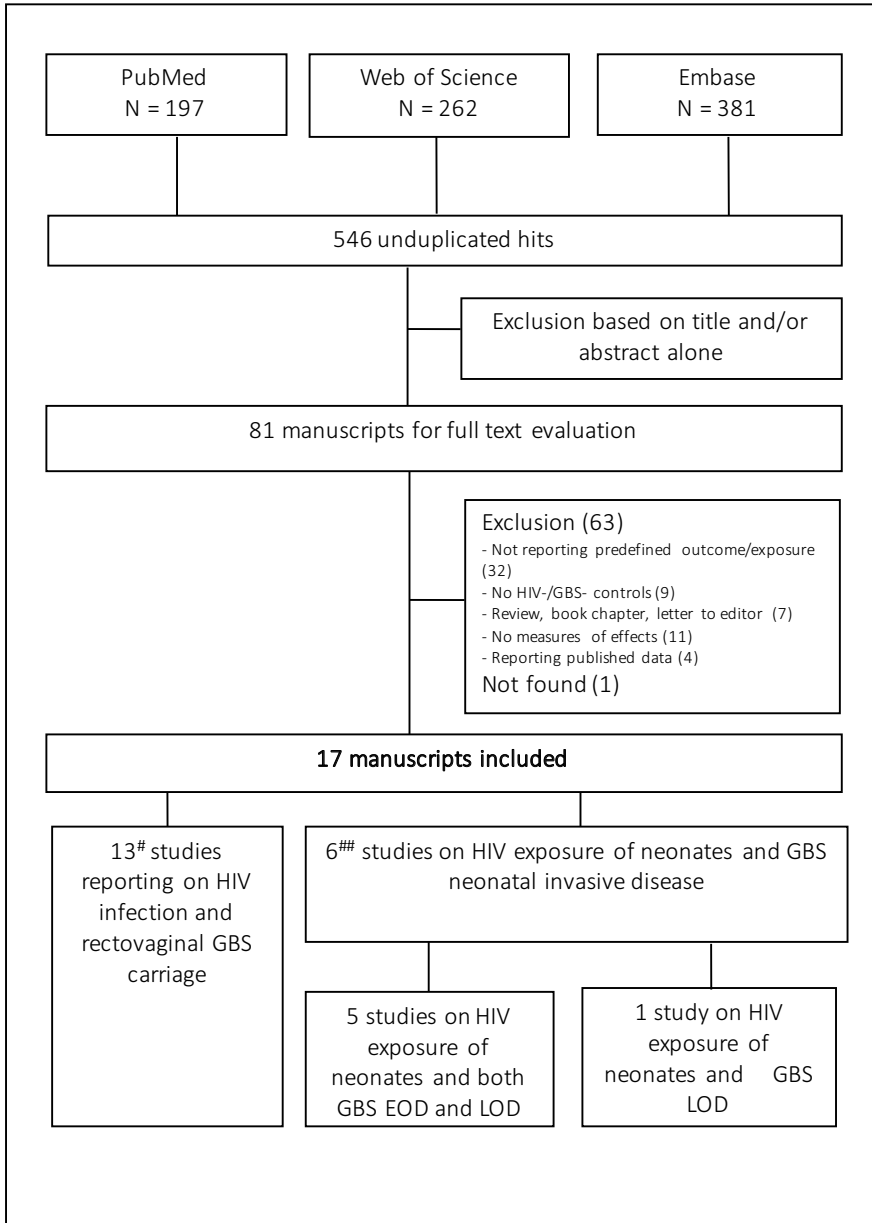 PubMed
N = 197
Web of Science
N = 262
Embase
N = 381
546 unduplicated hits
Exclusion based on title and/or
abstract alone
81 manuscripts for full text evaluation
Exclusion (63)
- Not reporting predefined outcome/exposure
(32)
- No HIV-/GBS- controls (9)
- Review, book chapter, letter to editor (7)
- No measures of effects (11)
- Reporting published data (4)
Not found (1)
17 manuscripts included
13# studies
reporting on HIV
infection and
rectovaginal GBS
carriage
6## studies on HIV exposure of neonates and GBS
neonatal invasive disease
5 studies on HIV
exposure of
neonates and both
GBS EOD and LOD
1 study on HIV
exposure of
neonates and GBS
LOD